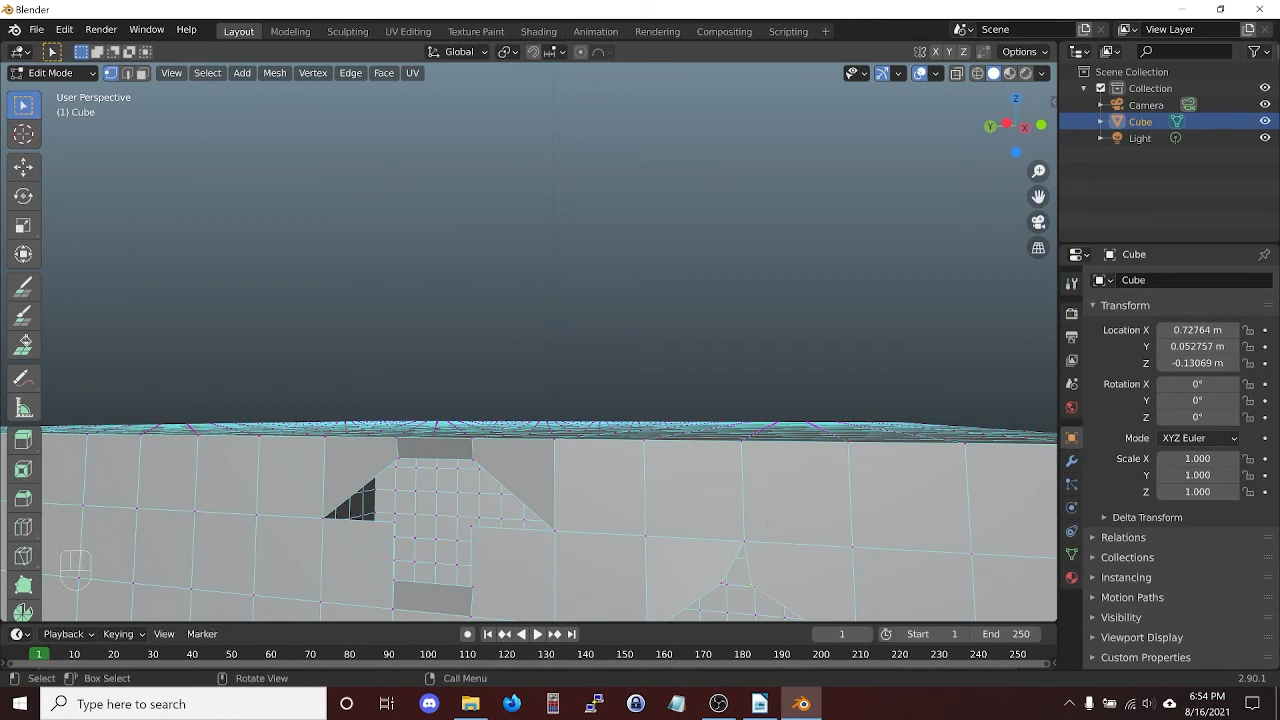 Blender
File Edit Render Window Help Layout Modeling Sculpting UV Editing Texture Paint Shading Animation Rendering Compositing Scripting + Scene View Layer
Global X Y Z Options
Edit Mode View Select Add Mesh Vertex Edge Face UV
User Perspective
(1) Cube
Z
Y X
Scene Collection
Collection
Camera
Cube
Light
Cube
Cube
Transform
Location X 0.72764 m
Y 0.052757 m
Z -0.13069 m
Rotation X 0°
Y 0°
Z 0°
Mode XYZ Euler
Scale X 1.000
Y 1.000
Z 1.000
Delta Transform
Relations
Collections
Instancing
Motion Paths
Visibility
Viewport Display
Custom Properties
Playback Keying View Marker 1 Start 1 End 250
1 10 20 30 40 50 60 70 80 90 100 110 120 130 140 150 160 170 180 190 200 210 220 230 240 250
Select Box Select Rotate View Call Menu 2.90.1
Type here to search
6:54 PM
8/16/2021